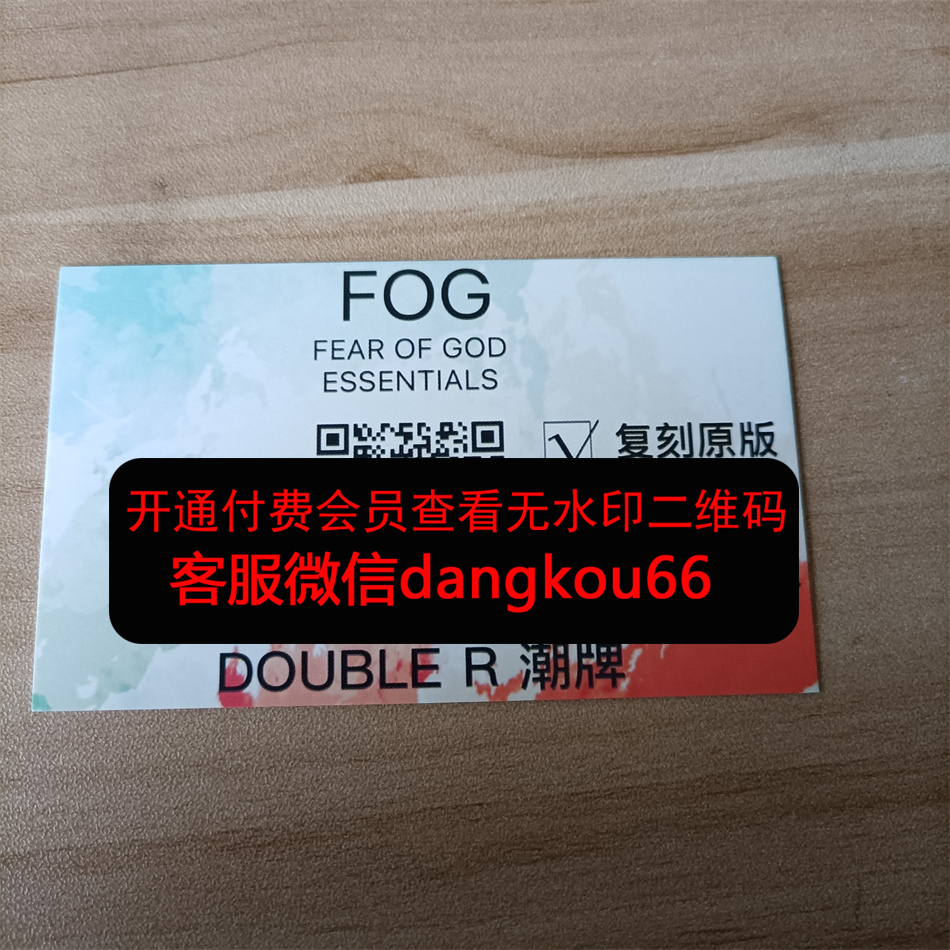 FOG
FEAR OF GOD
ESSENTIALS
复刻原版
开通付费会员查看无水印二维码
客服微信dangkou66
DOUBLE R 潮牌